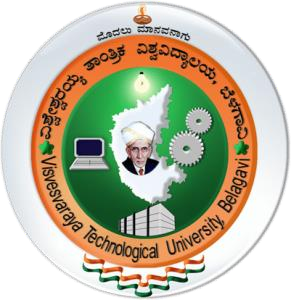 ಮೊದಲು ಮಾನವನಾಗು
ವಿಶ್ವೇಶ್ವರಯ್ಯ ತಾಂತ್ರಿಕ ವಿಶ್ವವಿದ್ಯಾಲಯ, ಬೆಳಗಾವಿ
Visvesvaraya Technological University, Belagavi